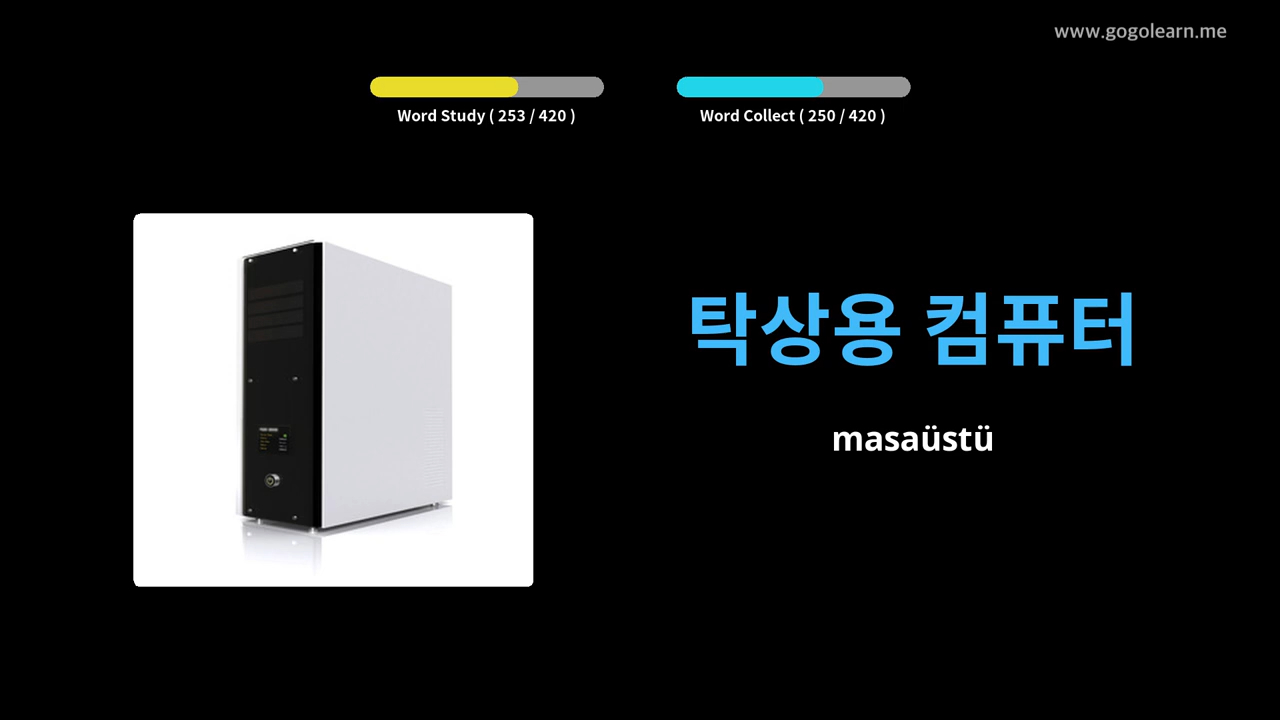 www.gogolearn.me
Word Study ( 253 / 420 )
Word Collect ( 250 / 420 )
탁상용 컴퓨터
masaüstü